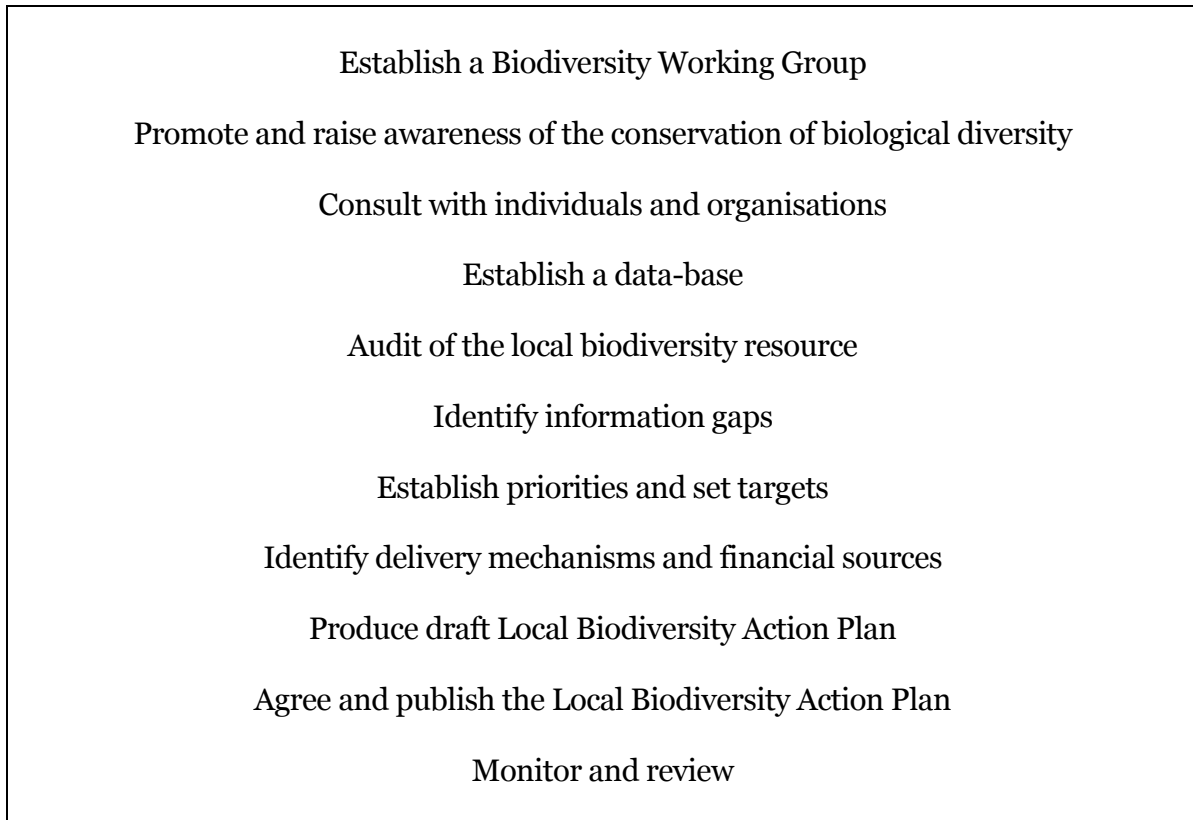 Establish a Biodiversity Working Group
Promote and raise awareness of the conservation of biological diversity
Consult with individuals and organisations
Establish a data-base
Audit of the local biodiversity resource
Identify information gaps
Establish priorities and set targets
Identify delivery mechanisms and financial sources
Produce draft Local Biodiversity Action Plan
Agree and publish the Local Biodiversity Action Plan
Monitor and review